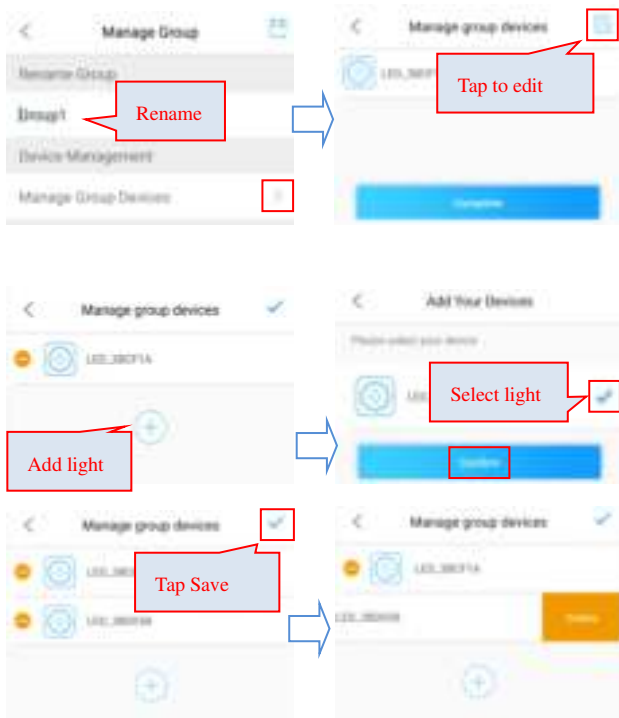 Manage Group
Rename Group
Group1
Rename
Device Management
Manage Group Devices
Manage group devices
Tap to edit
Complete
Manage group devices
LED_3BCF1A
Add light
Add Your Devices
Please select your device
Select light
Confirm
Manage group devices
Tap Save
Manage group devices
LED_3BCF1A
Delete